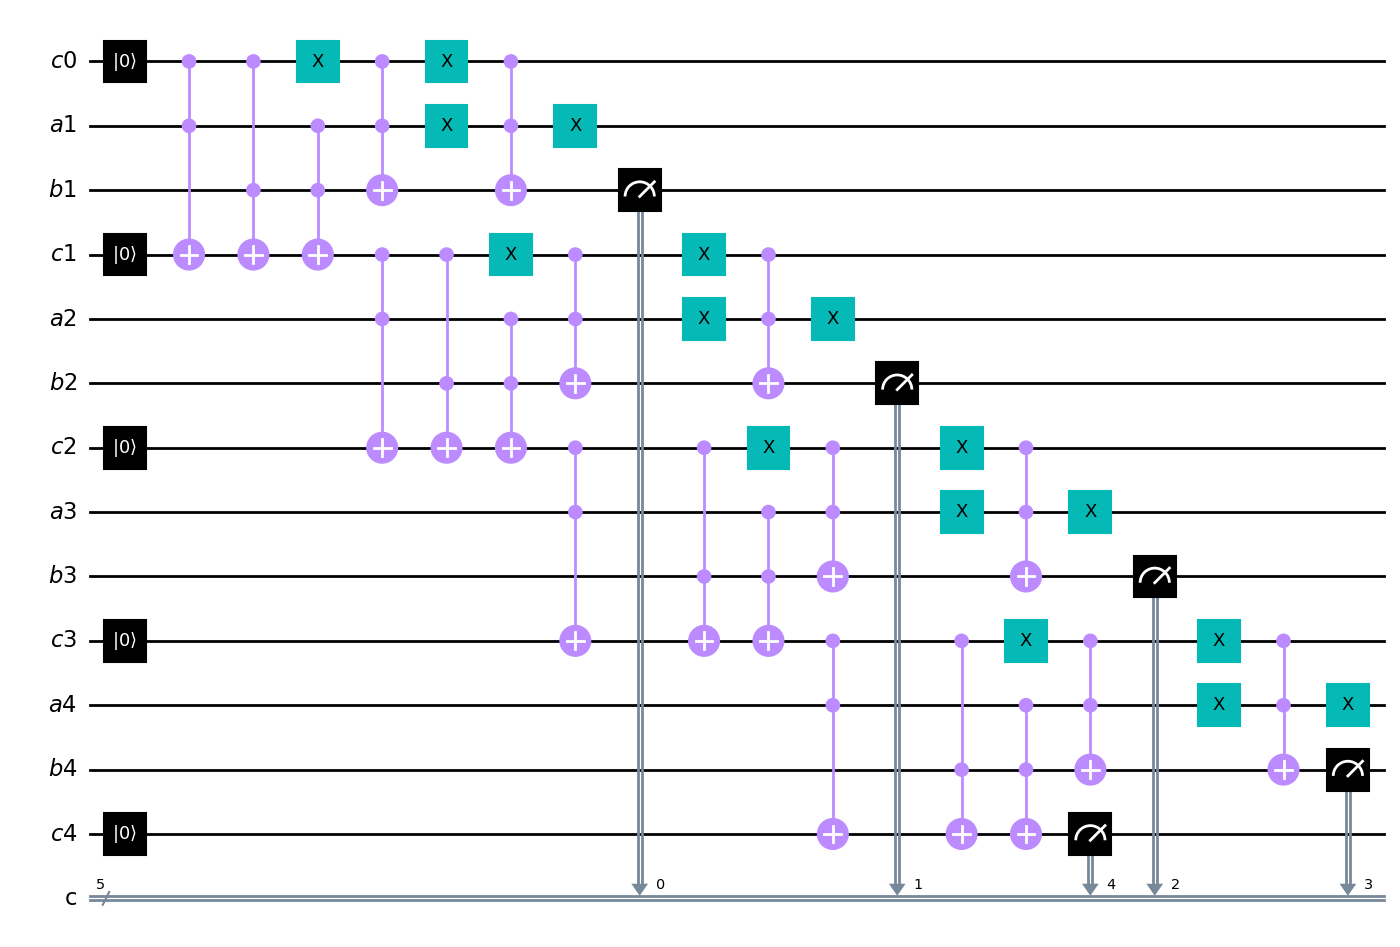 c0 |0⟩ X X
a1 X X
b1
c1 |0⟩ X X
a2 X X
b2
c2 |0⟩ X X
a3 X X
b3
c3 |0⟩ X X
a4 X X
b4
c4 |0⟩
c 5 0 1 4 2 3